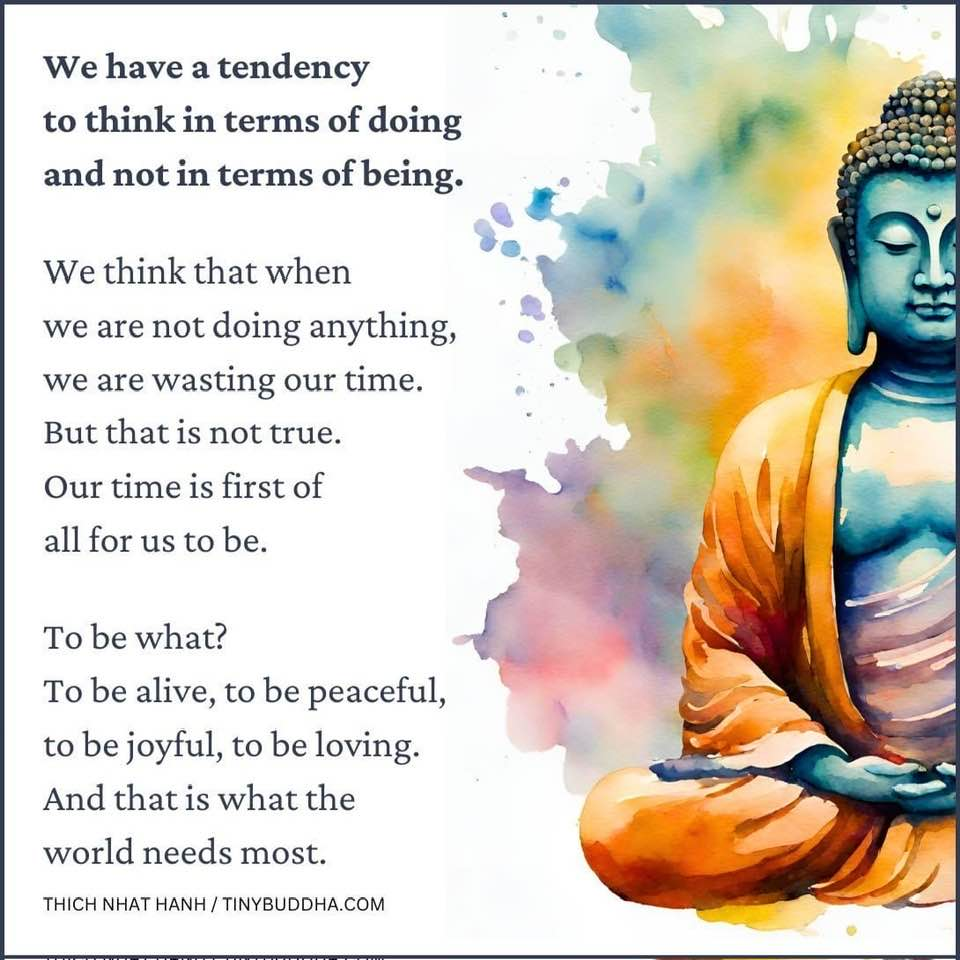 We have a tendency
to think in terms of doing
and not in terms of being.
We think that when
we are not doing anything,
we are wasting our time.
But that is not true.
Our time is first of
all for us to be.
To be what?
To be alive, to be peaceful,
to be joyful, to be loving.
And that is what the
world needs most.
THICH NHAT HANH / TINYBUDDHA.COM